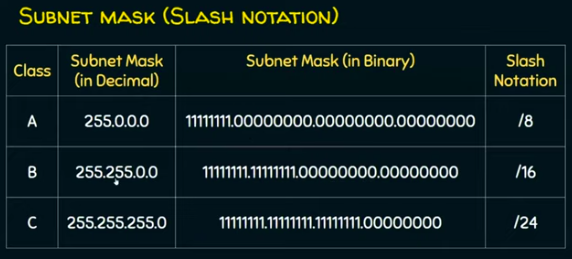 SUBNET MASK (SLASH NOTATION)
Class Subnet Mask (in Decimal) Subnet Mask (in Binary) Slash Notation
A 255.0.0.0 11111111.00000000.00000000.00000000 /8
B 255.255.0.0 11111111.11111111.00000000.00000000 /16
C 255.255.255.0 11111111.11111111.11111111.00000000 /24